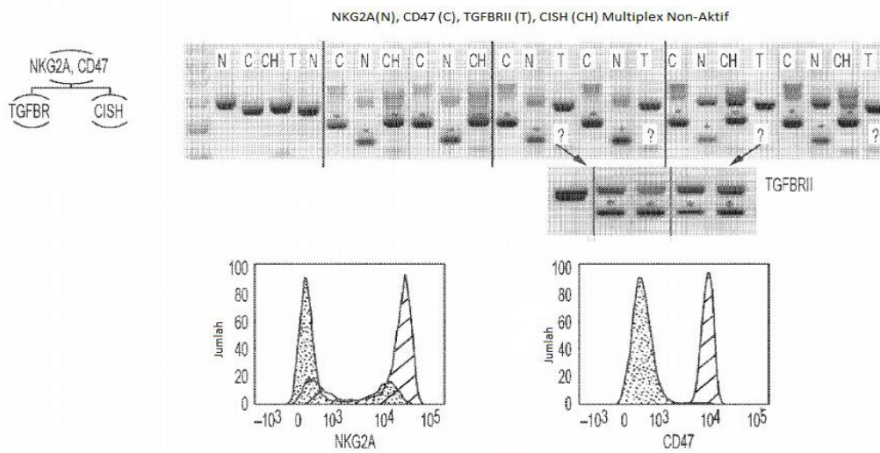 NKG2A(N), CD47 (C), TGFBRII (T), CISH (CH) Multiplex Non-Aktif
NKG2A, CD47
TGFBR CISH
N C CH T N C N CH C N CH C N T C N T C N CH T C N CH T
? ? ? ?
TGFBRII
100
80
60
40
20
0
Jumlah
−10³ 0 10³ 10⁴ 10⁵
NKG2A
100
80
60
40
20
0
Jumlah
−10³ 0 10³ 10⁴ 10⁵
CD47